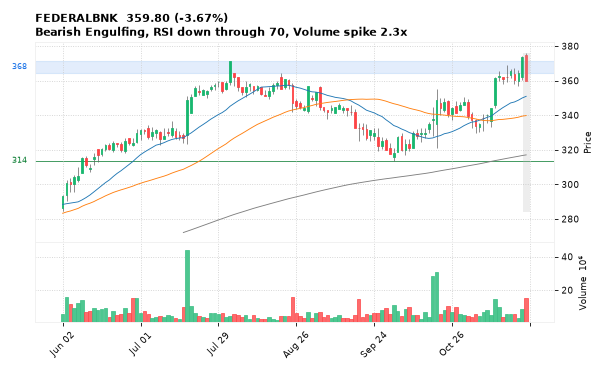 FEDERALBNK 359.80 (-3.67%)
Bearish Engulfing, RSI down through 70, Volume spike 2.3x
380
368
360
340
320
314
300
280
Price
40
20
Volume 10⁶
Jun 02
Jul 01
Jul 29
Aug 26
Sep 24
Oct 26